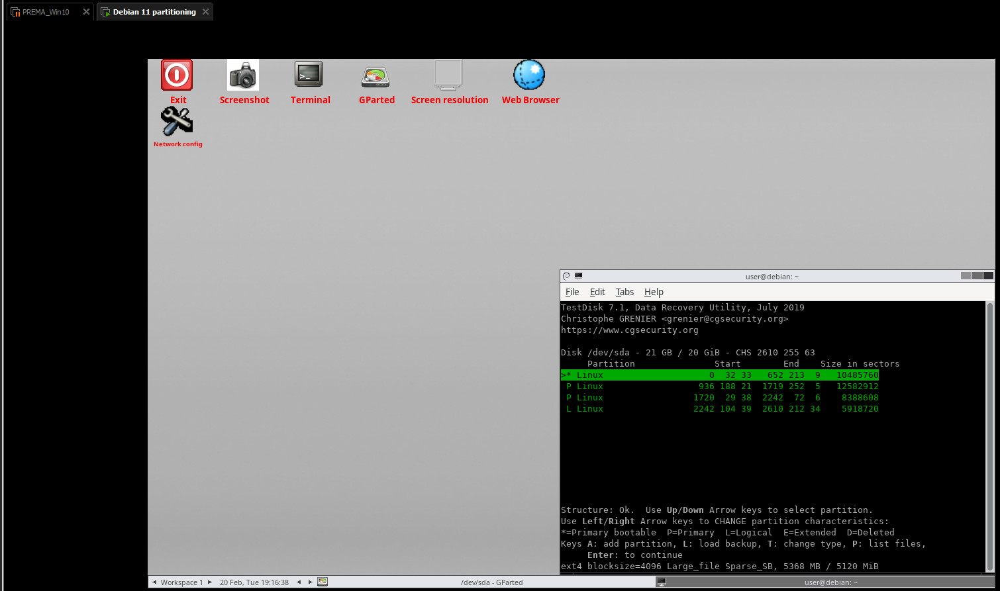 PREMA_Win10
Debian 11 partitioning
Exit
Screenshot
Terminal
GParted
Screen resolution
Web Browser
Network config
user@debian: ~
File Edit Tabs Help
TestDisk 7.1, Data Recovery Utility, July 2019
Christophe GRENIER <grenier@cgsecurity.org>
https://www.cgsecurity.org
Disk /dev/sda - 21 GB / 20 GiB - CHS 2610 255 63
Partition Start End Size in sectors
>* Linux 0 32 33 652 213 9 10485760
P Linux 936 188 21 1719 252 5 12582912
P Linux 1720 29 38 2242 72 6 8388608
L Linux 2242 104 39 2610 212 34 5918720
Structure: Ok. Use Up/Down Arrow keys to select partition.
Use Left/Right Arrow keys to CHANGE partition characteristics:
*=Primary bootable P=Primary L=Logical E=Extended D=Deleted
Keys A: add partition, L: load backup, T: change type, P: list files,
Enter: to continue
ext4 blocksize=4096 Large_file Sparse_SB, 5368 MB / 5120 MiB
Workspace 1 20 Feb, Tue 19:16:38 /dev/sda - GParted user@debian: ~